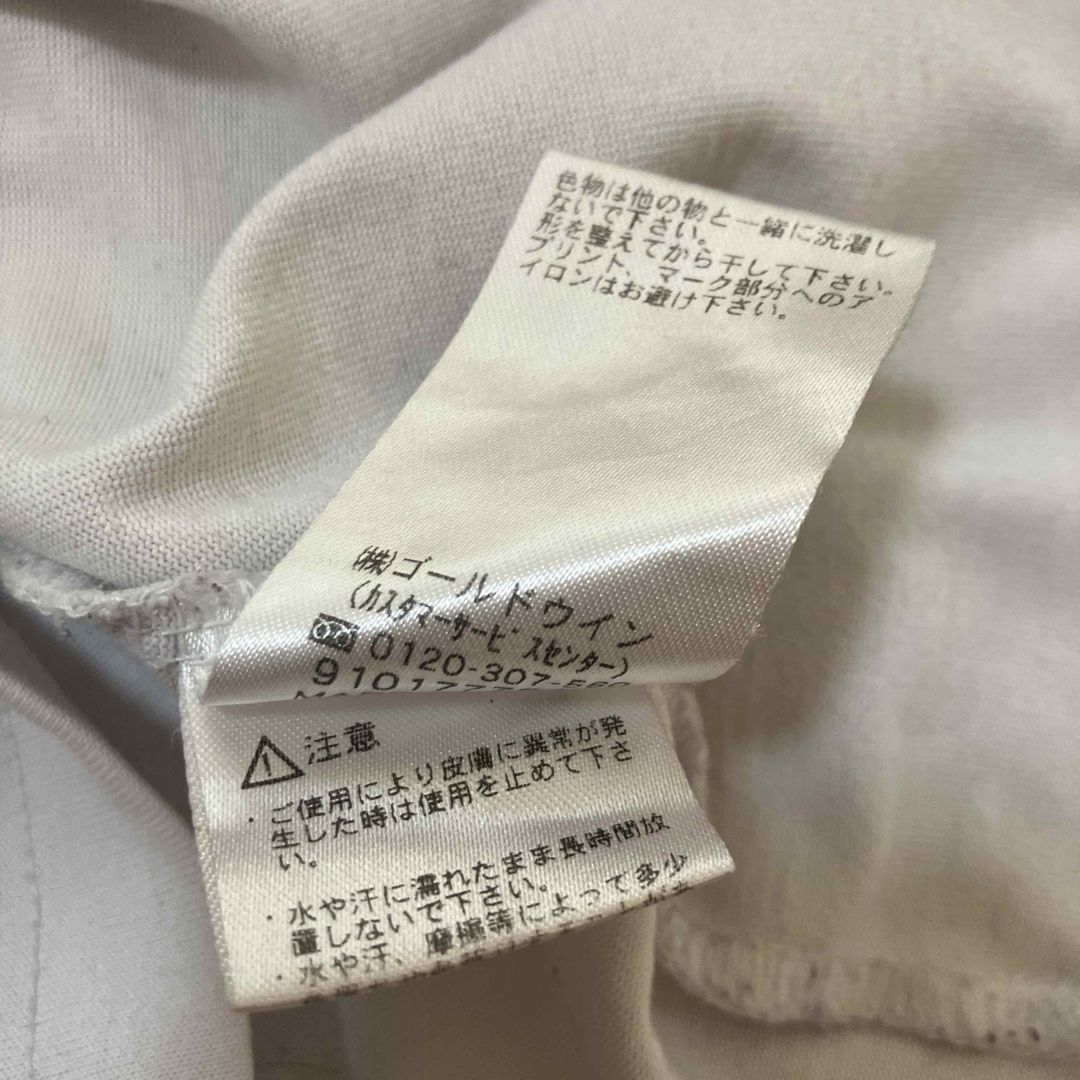 色物は他の物と一緒に洗濯し
ないで下さい。
形を整えてから干して下さい。
プリント、マーク部分へのア
イロンはお避け下さい。
(株)ゴールドウイン
(カスタマーサービスセンター)
0120-307-560
9101777
⚠注意
・ご使用により皮膚に異常が発
生した時は使用を止めて下さ
い。
・水や汗に濡れたまま長時間放
置しないで下さい。
・水や汗、摩擦等によって多少